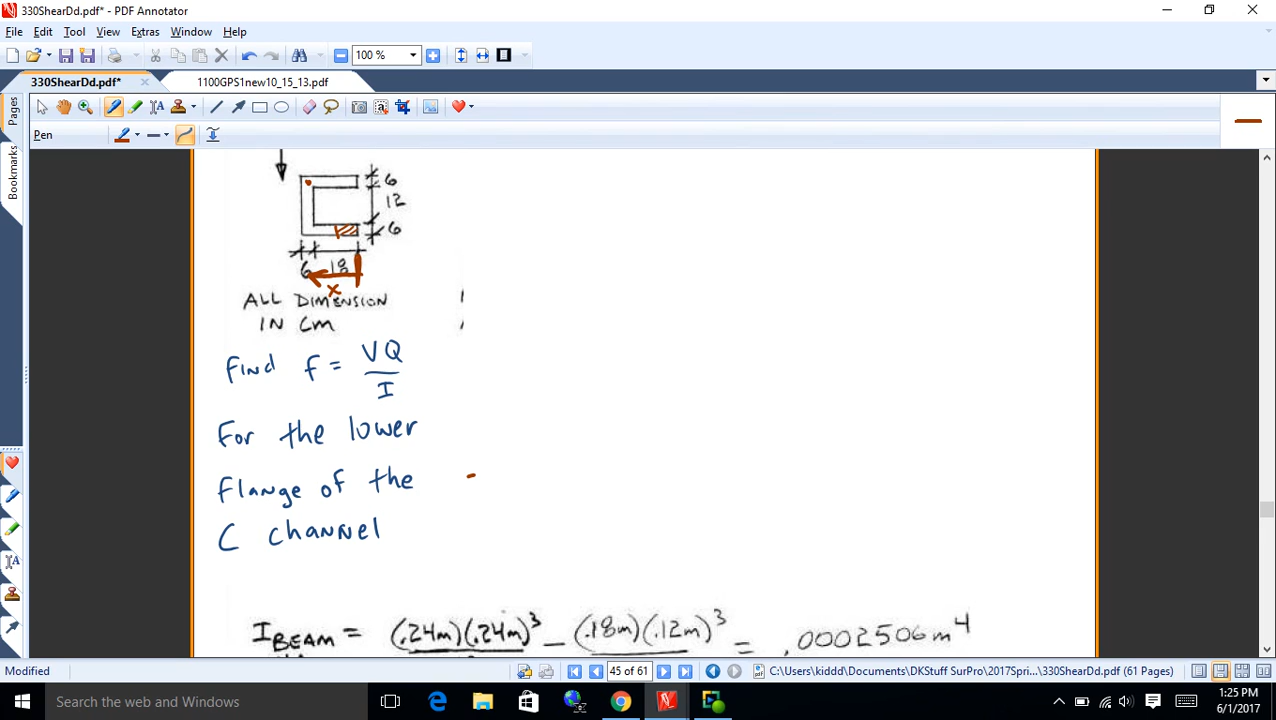 330ShearDd.pdf* - PDF Annotator
File Edit Tool View Extras Window Help
100 %
330ShearDd.pdf* 1100GPS1new10_15_13.pdf
Pen
Pages
Bookmarks
6
12
6
6 18
x
ALL DIMENSION
IN Cm
Find f = VQ
I
For the lower
flange of the
C channel
I BEAM = (.24m)(.24m)3 - (.18m)(.12m)3 = .0002506 m4
Modified
45 of 61
C:\Users\kiddd\Documents\DKStuff SurPro\2017Spri...\330ShearDd.pdf (61 Pages)
Search the web and Windows
1:25 PM
6/1/2017